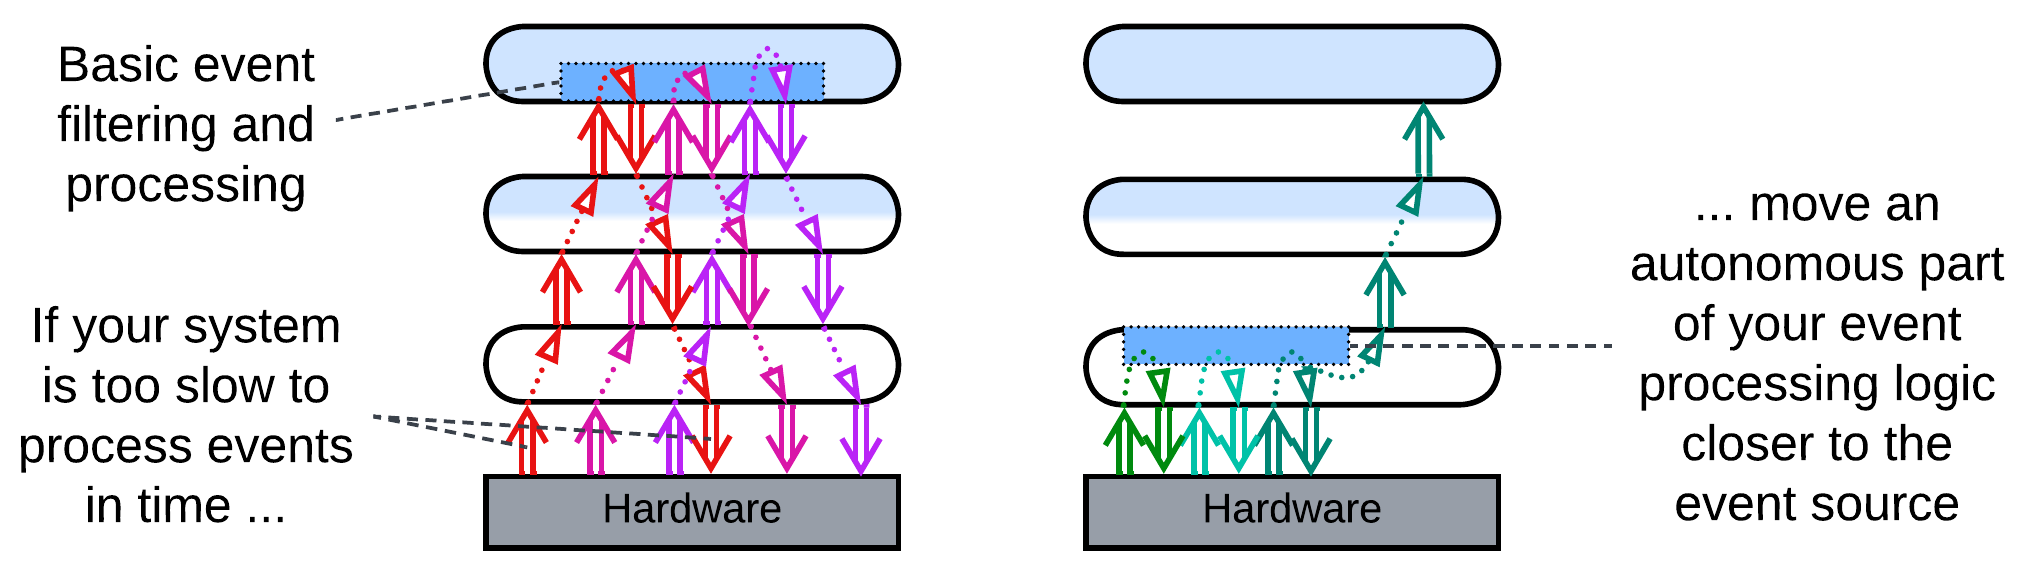 Basic event
filtering and
processing
If your system
is too slow to
process events
in time ...
Hardware
Hardware
... move an
autonomous part
of your event
processing logic
closer to the
event source